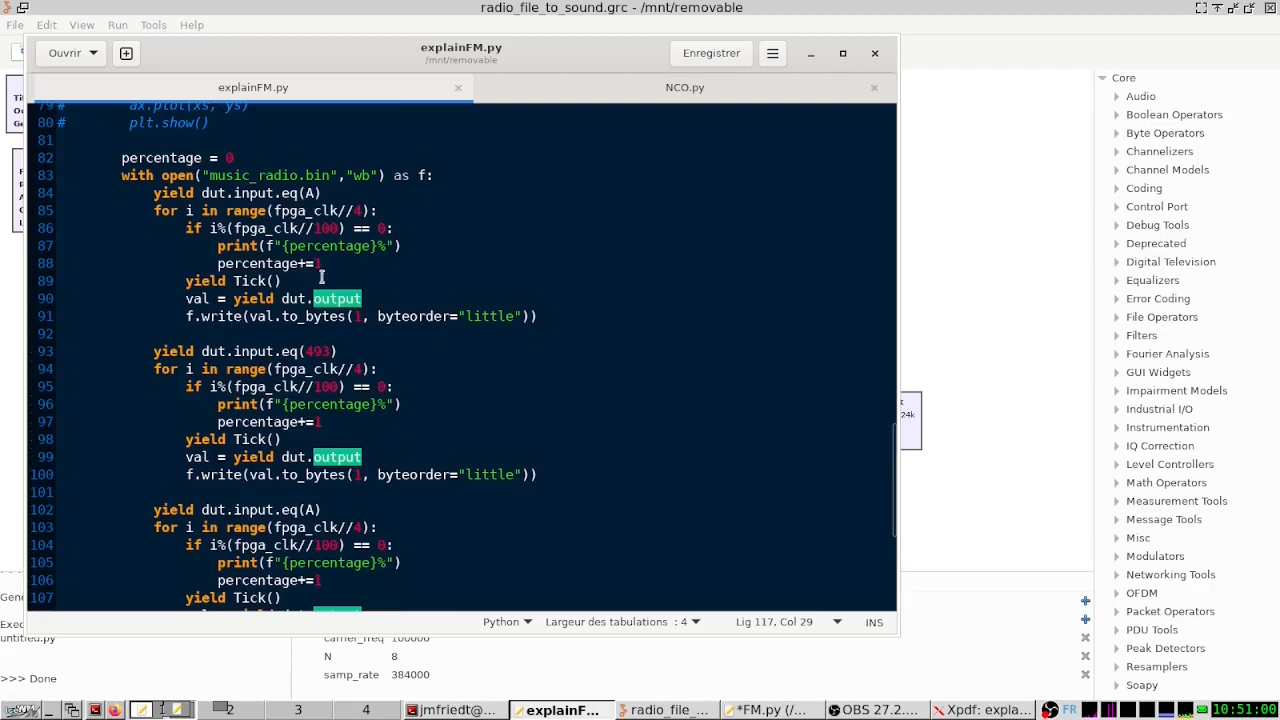 radio_file_to_sound.grc - /mnt/removable
File Edit View Run Tools Help
Ouvrir
explainFM.py
/mnt/removable
Enregistrer
explainFM.py
NCO.py
79 # ax.plot(xs, ys)
80 # plt.show()
81
82 percentage = 0
83 with open("music_radio.bin","wb") as f:
84 yield dut.input.eq(A)
85 for i in range(fpga_clk//4):
86 if i%(fpga_clk//100) == 0:
87 print(f"{percentage}%")
88 percentage+=1
89 yield Tick()
90 val = yield dut.output
91 f.write(val.to_bytes(1, byteorder="little"))
92
93 yield dut.input.eq(493)
94 for i in range(fpga_clk//4):
95 if i%(fpga_clk//100) == 0:
96 print(f"{percentage}%")
97 percentage+=1
98 yield Tick()
99 val = yield dut.output
100 f.write(val.to_bytes(1, byteorder="little"))
101
102 yield dut.input.eq(A)
103 for i in range(fpga_clk//4):
104 if i%(fpga_clk//100) == 0:
105 print(f"{percentage}%")
106 percentage+=1
107 yield Tick()
Python
Largeur des tabulations : 4
Lig 117, Col 29
INS
Core
Audio
Boolean Operators
Byte Operators
Channelizers
Channel Models
Coding
Control Port
Debug Tools
Deprecated
Digital Television
Equalizers
Error Coding
File Operators
Filters
Fourier Analysis
GUI Widgets
Impairment Models
Industrial I/O
Instrumentation
IQ Correction
Level Controllers
Math Operators
Measurement Tools
Message Tools
Misc
Modulators
Networking Tools
OFDM
Packet Operators
PDU Tools
Peak Detectors
Resamplers
Soapy
24k
untitled.py
>>> Done
carrier_freq 100000
N 8
samp_rate 384000
2 3 4
jmfriedt@...
explainF...
radio_file_...
*FM.py (/...
OBS 27.2....
Xpdf: expla...
FR
10:51:00